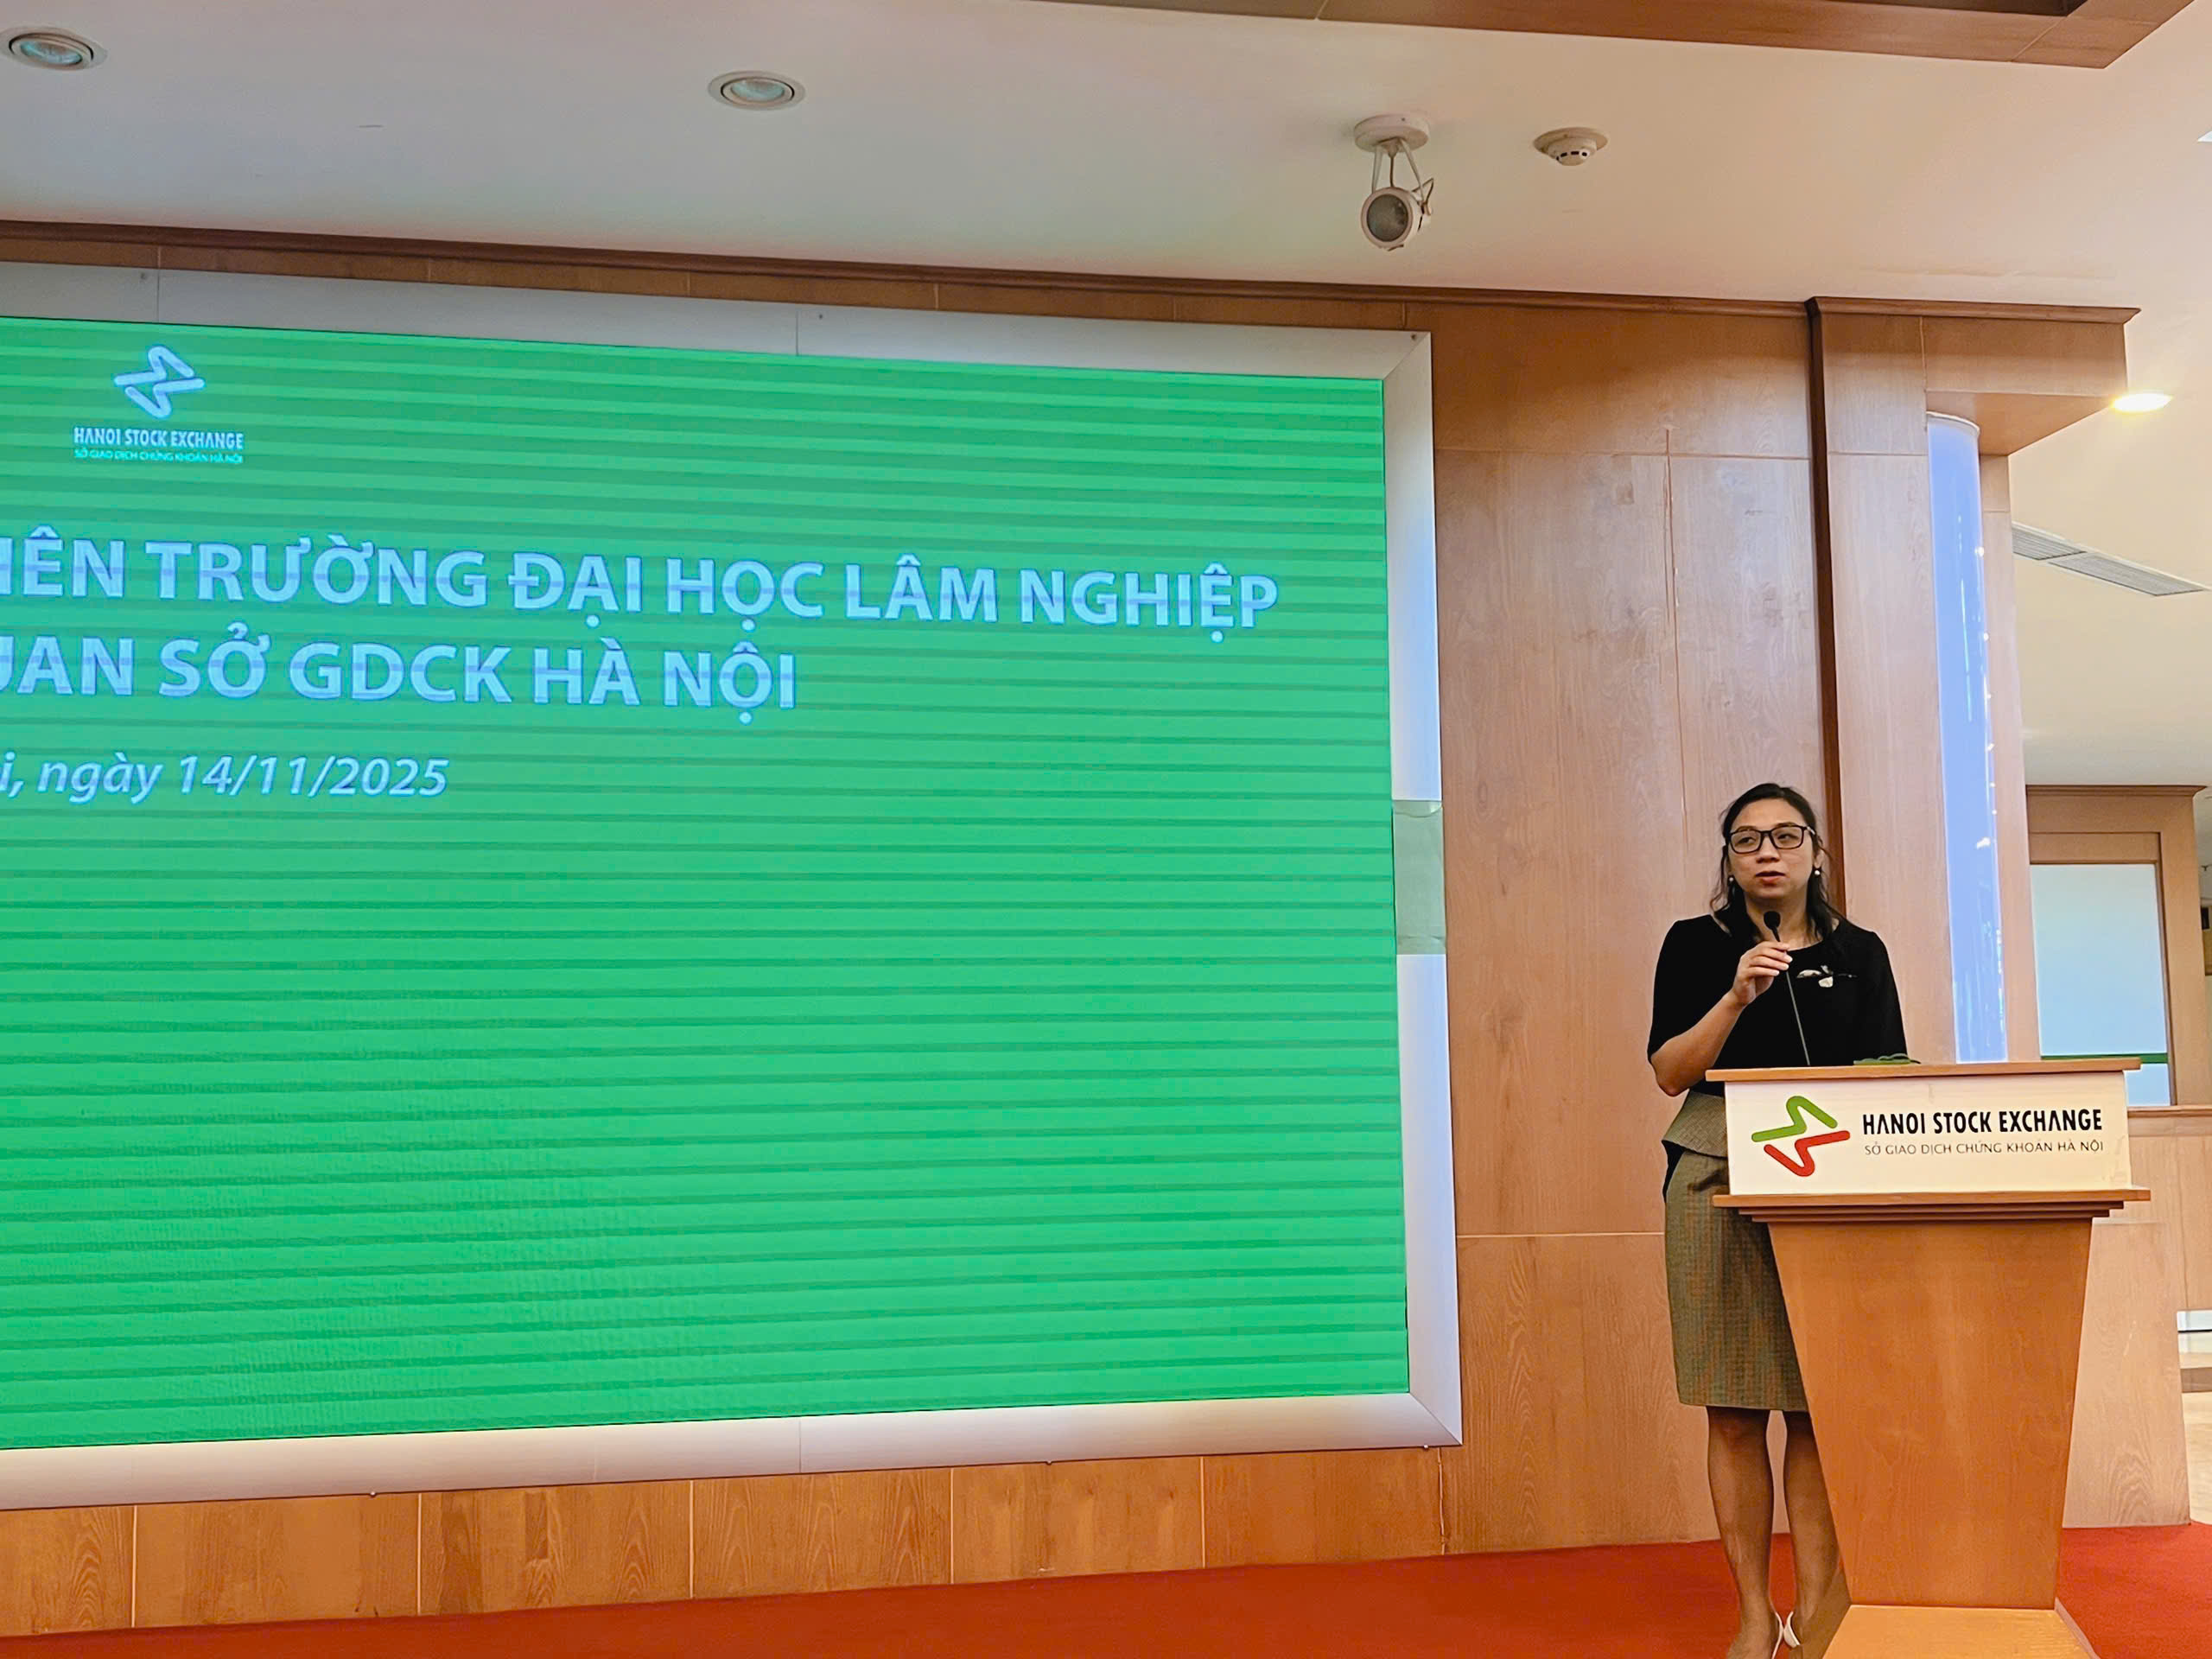 HANOI STOCK EXCHANGE
SỞ GIAO DỊCH CHỨNG KHOÁN HÀ NỘI
IÊN TRƯỜNG ĐẠI HỌC LÂM NGHIỆP
UAN SỞ GDCK HÀ NỘI
i, ngày 14/11/2025
HANOI STOCK EXCHANGE
SỞ GIAO DỊCH CHỨNG KHOÁN HÀ NỘI